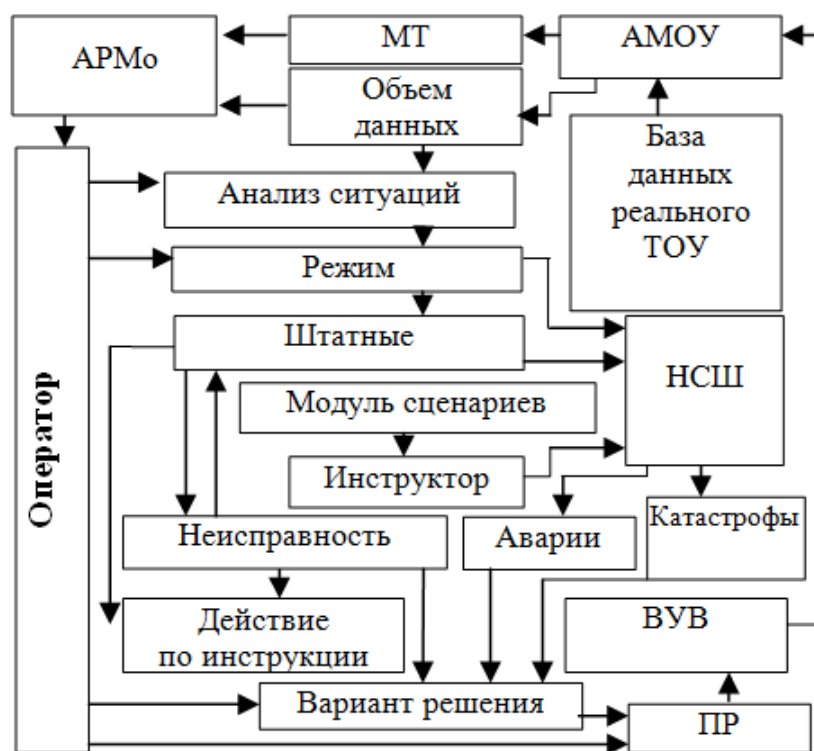 АРМо
МТ
АМОУ
Объем
данных
База
данных
реального
ТОУ
Анализ ситуаций
Режим
Штатные
НСШ
Модуль сценариев
Инструктор
Оператор
Неисправность
Аварии
Катастрофы
Действие
по инструкции
ВУВ
Вариант решения
ПР